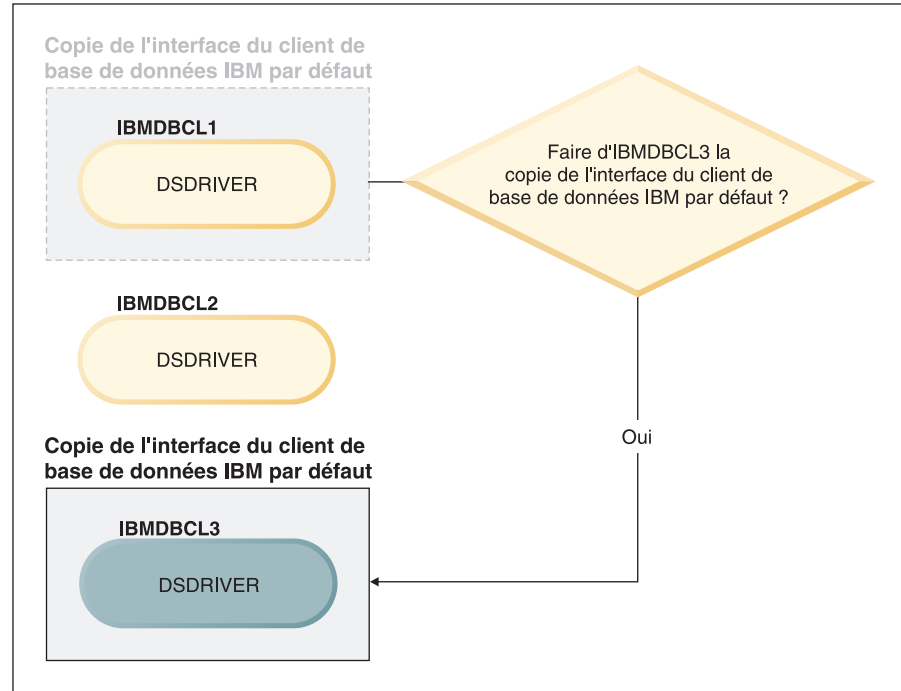 Copie de l'interface du client de
base de données IBM par défaut
IBMDBCL1
DSDRIVER
Faire d'IBMDBCL3 la
copie de l'interface du client de
base de données IBM par défaut ?
IBMDBCL2
DSDRIVER
Oui
Copie de l'interface du client de
base de données IBM par défaut
IBMDBCL3
DSDRIVER